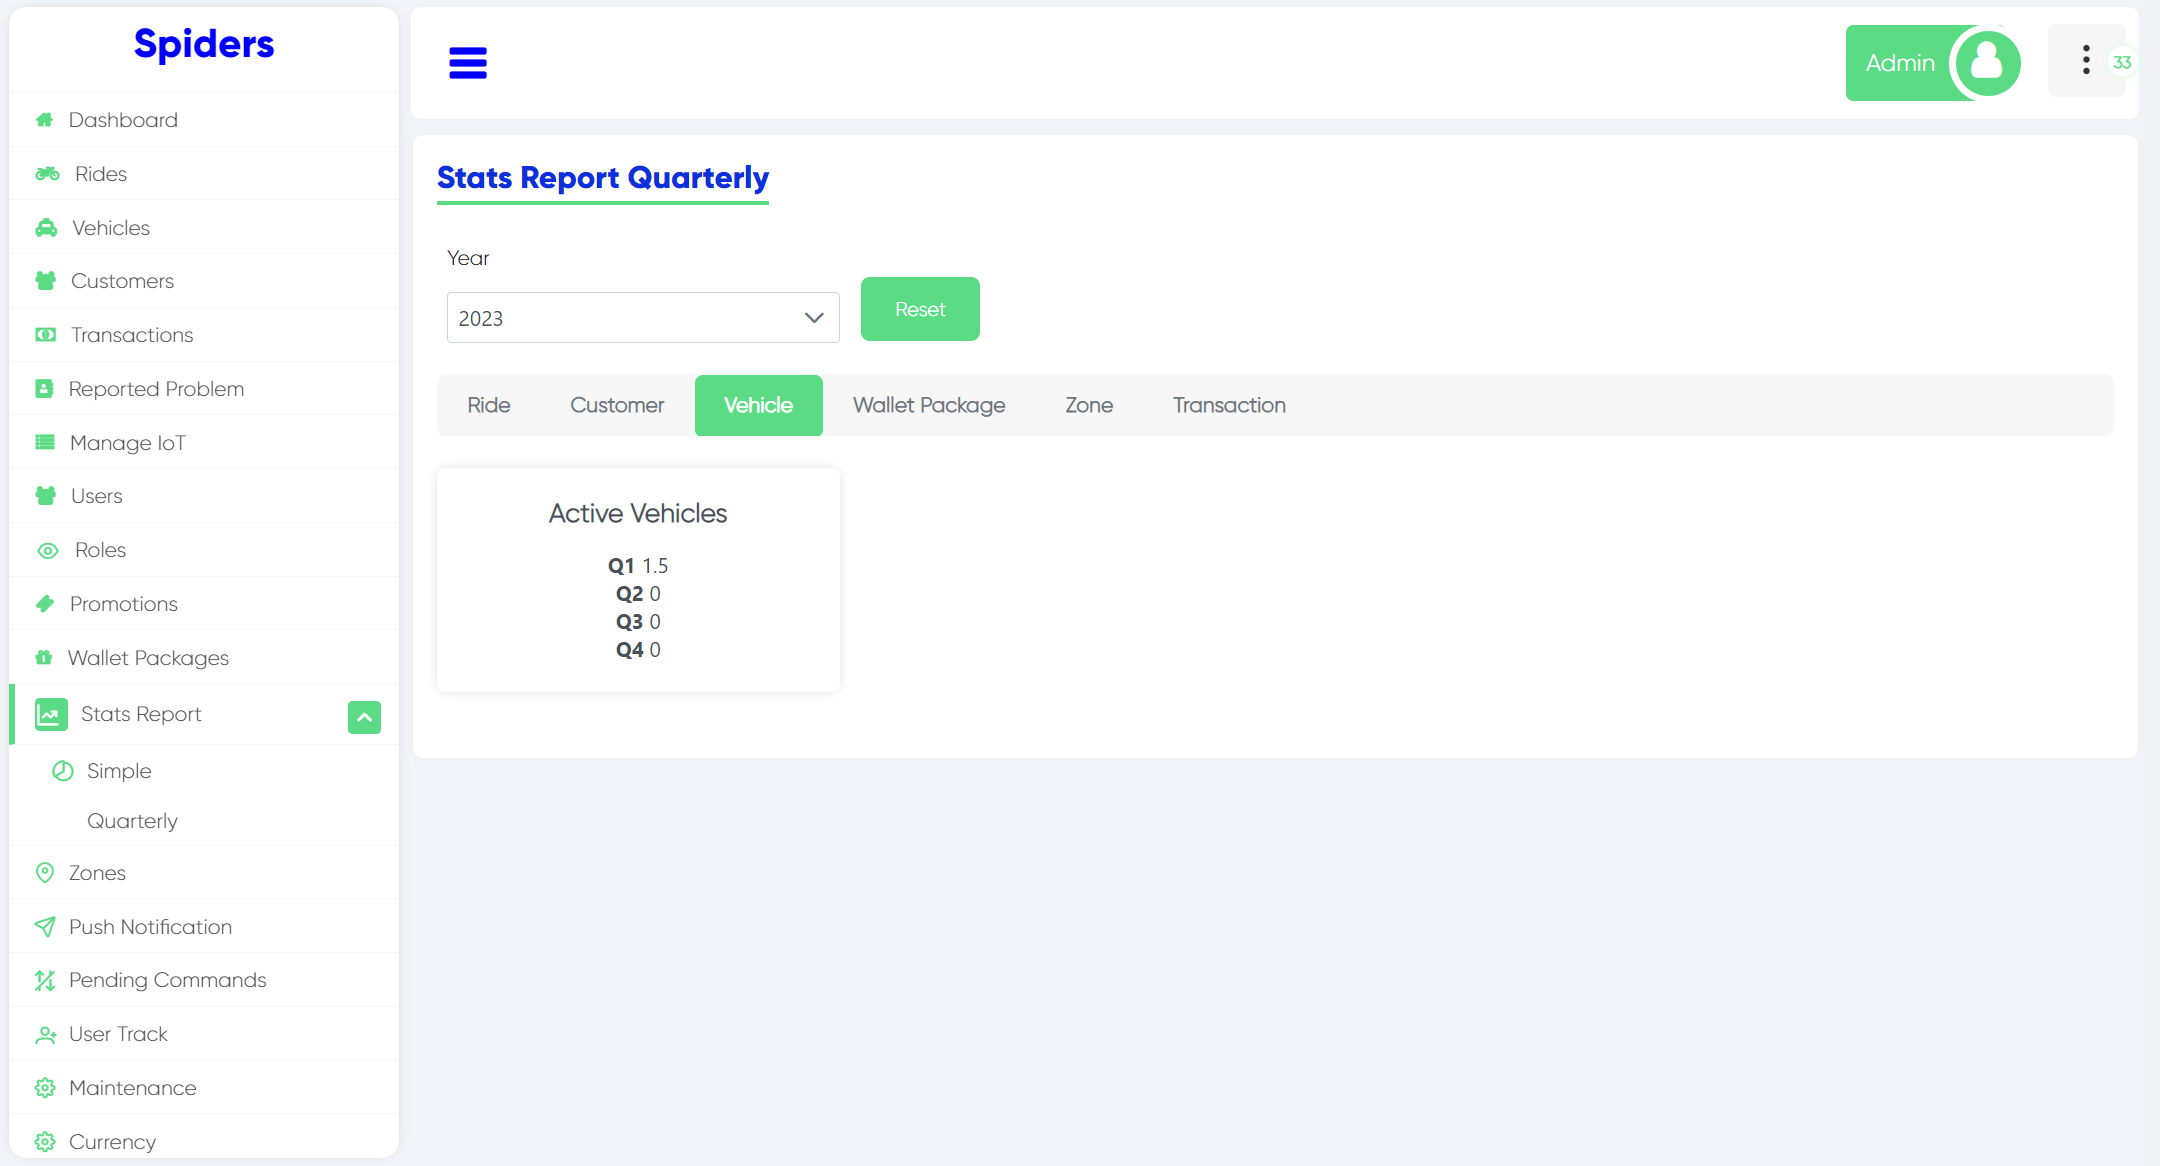 Spiders
Dashboard
Rides
Vehicles
Customers
Transactions
Reported Problem
Manage IoT
Users
Roles
Promotions
Wallet Packages
Stats Report
Simple
Quarterly
Zones
Push Notification
Pending Commands
User Track
Maintenance
Currency
Admin
33
Stats Report Quarterly
Year
2023
Reset
Ride Customer Vehicle Wallet Package Zone Transaction
Active Vehicles
Q1 1.5
Q2 0
Q3 0
Q4 0